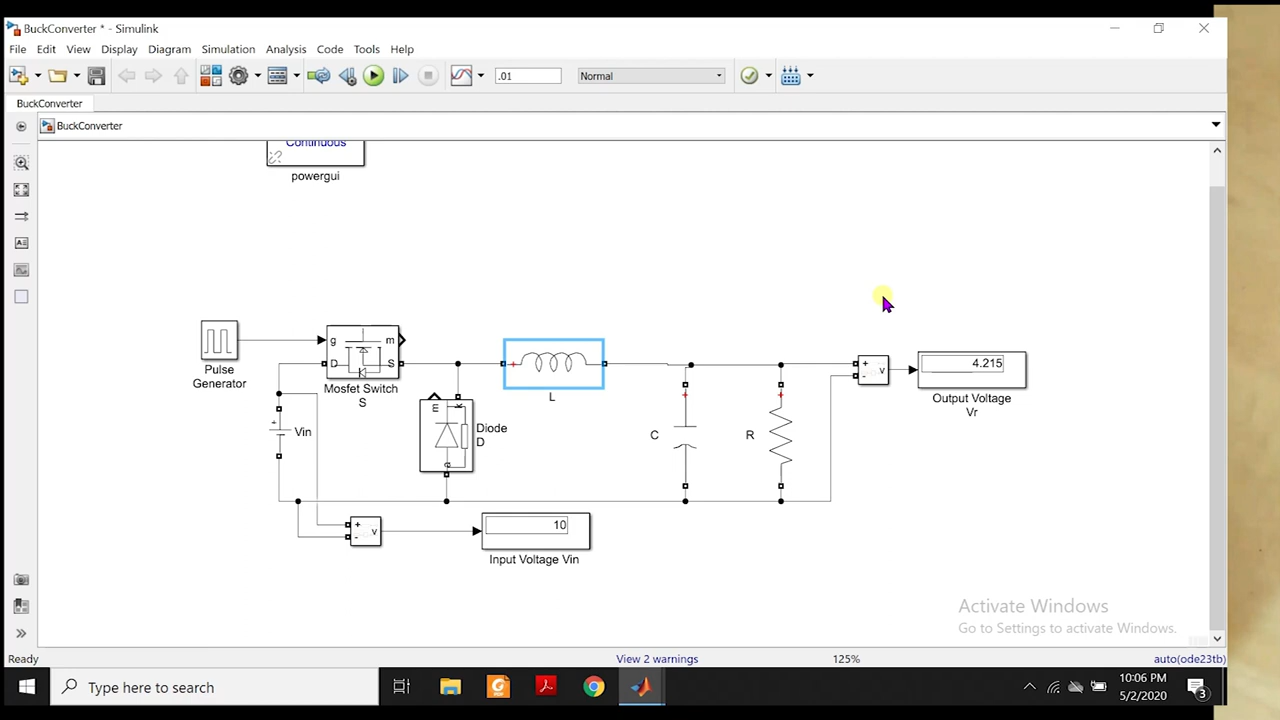 BuckConverter * - Simulink
File Edit View Display Diagram Simulation Analysis Code Tools Help
.01 Normal
BuckConverter
BuckConverter
Continuous
powergui
Pulse
Generator
g m
D S
Mosfet Switch
S
L
+ v
-
4.215
Output Voltage
Vr
Vin
m k
a
Diode
D
C
R
+ v
-
10
Input Voltage Vin
Activate Windows
Go to Settings to activate Windows.
Ready View 2 warnings 125% auto(ode23tb)
Type here to search
10:06 PM
5/2/2020
3